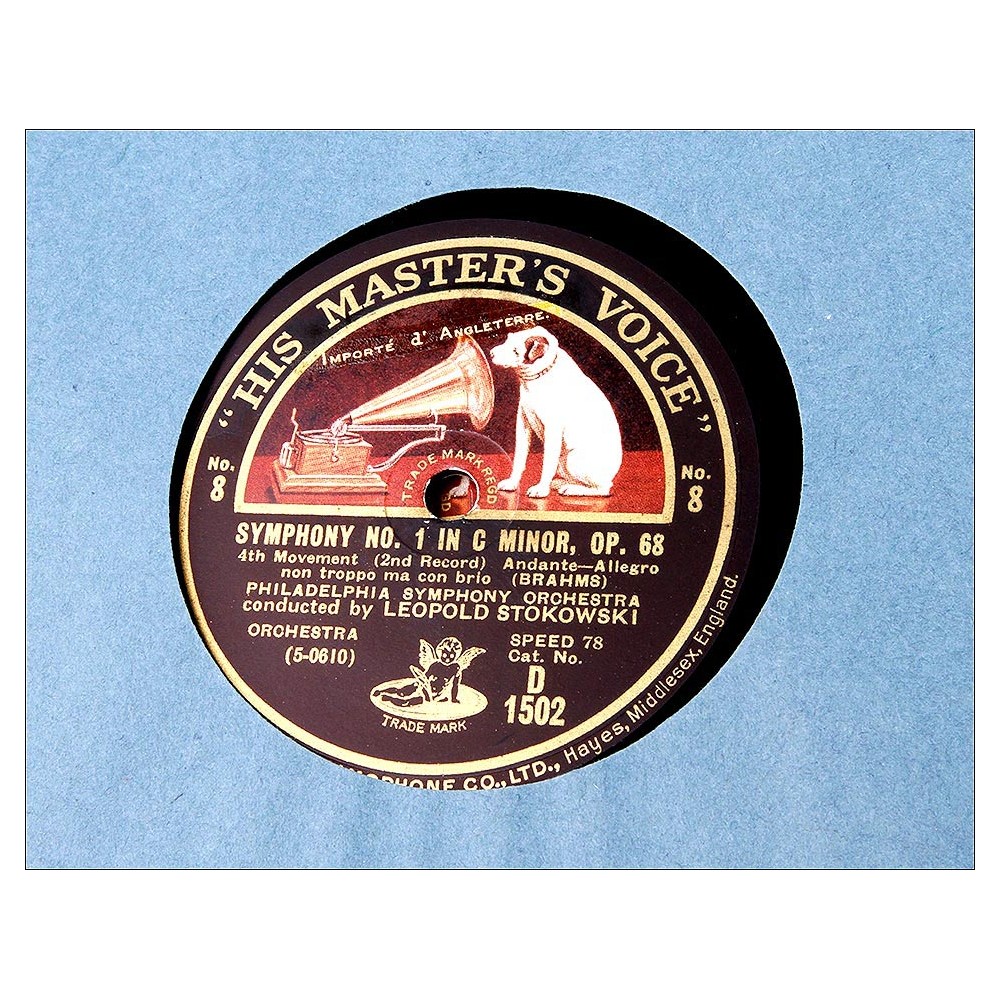 "HIS MASTER'S VOICE"
IMPORTÉ d'ANGLETERRE.
TRADE MARK REGD
No. 8
No. 8
SYMPHONY NO. 1 IN C MINOR, OP. 68
4th Movement (2nd Record) Andante—Allegro
non troppo ma con brio (BRAHMS)
PHILADELPHIA SYMPHONY ORCHESTRA
conducted by LEOPOLD STOKOWSKI
ORCHESTRA
(5-0610)
SPEED 78
Cat. No.
D
1502
TRADE MARK
CO., LTD., Hayes, Middlesex, England.